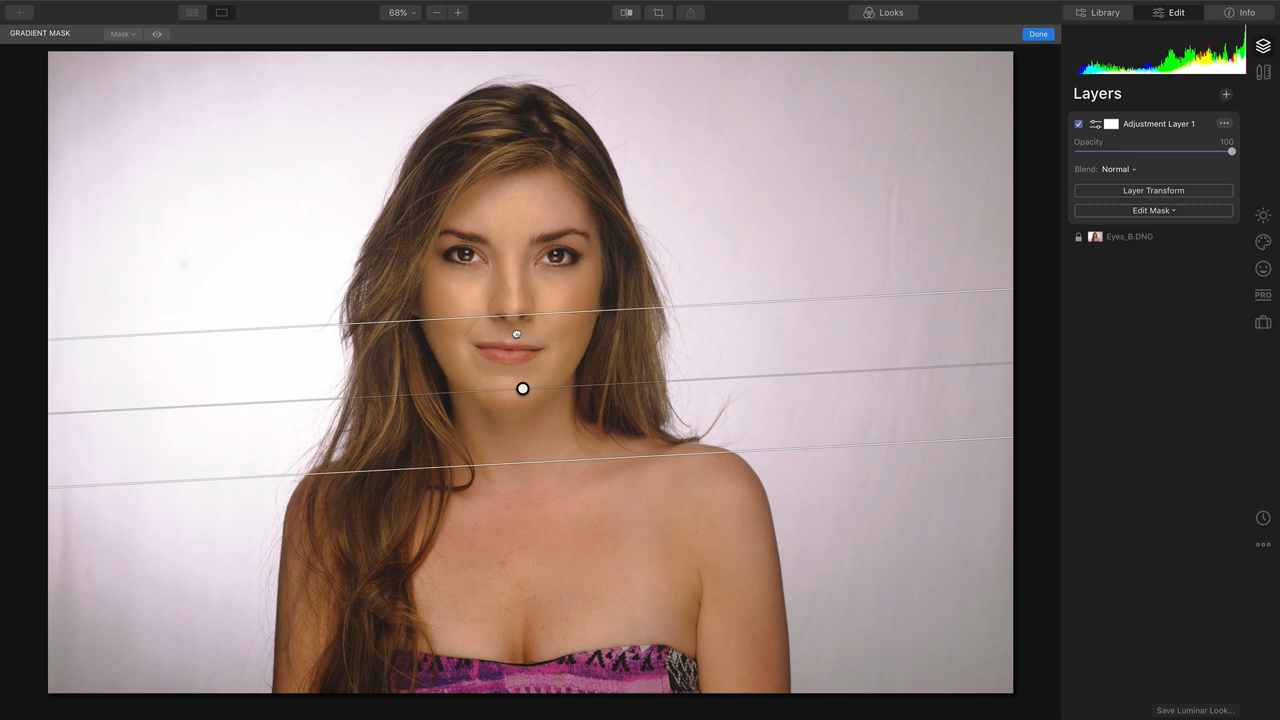 68%
Looks
Library
Edit
Info
GRADIENT MASK
Mask
Done
Layers
Adjustment Layer 1
Opacity 100
Blend: Normal
Layer Transform
Edit Mask
Eyes_B.DNG
PRO
Save Luminar Look...